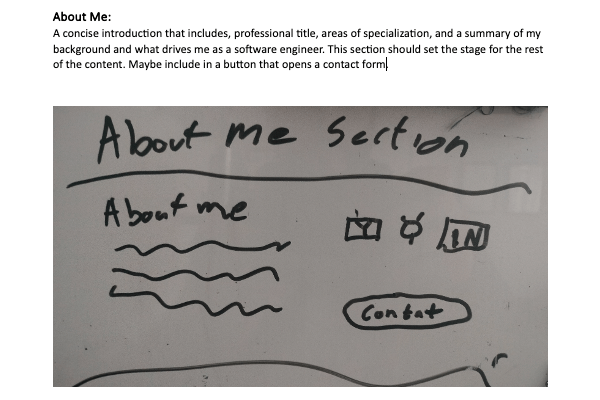 About Me:
A concise introduction that includes, professional title, areas of specialization, and a summary of my
background and what drives me as a software engineer. This section should set the stage for the rest
of the content. Maybe include in a button that opens a contact form
About me Section
About me
IN
Contat